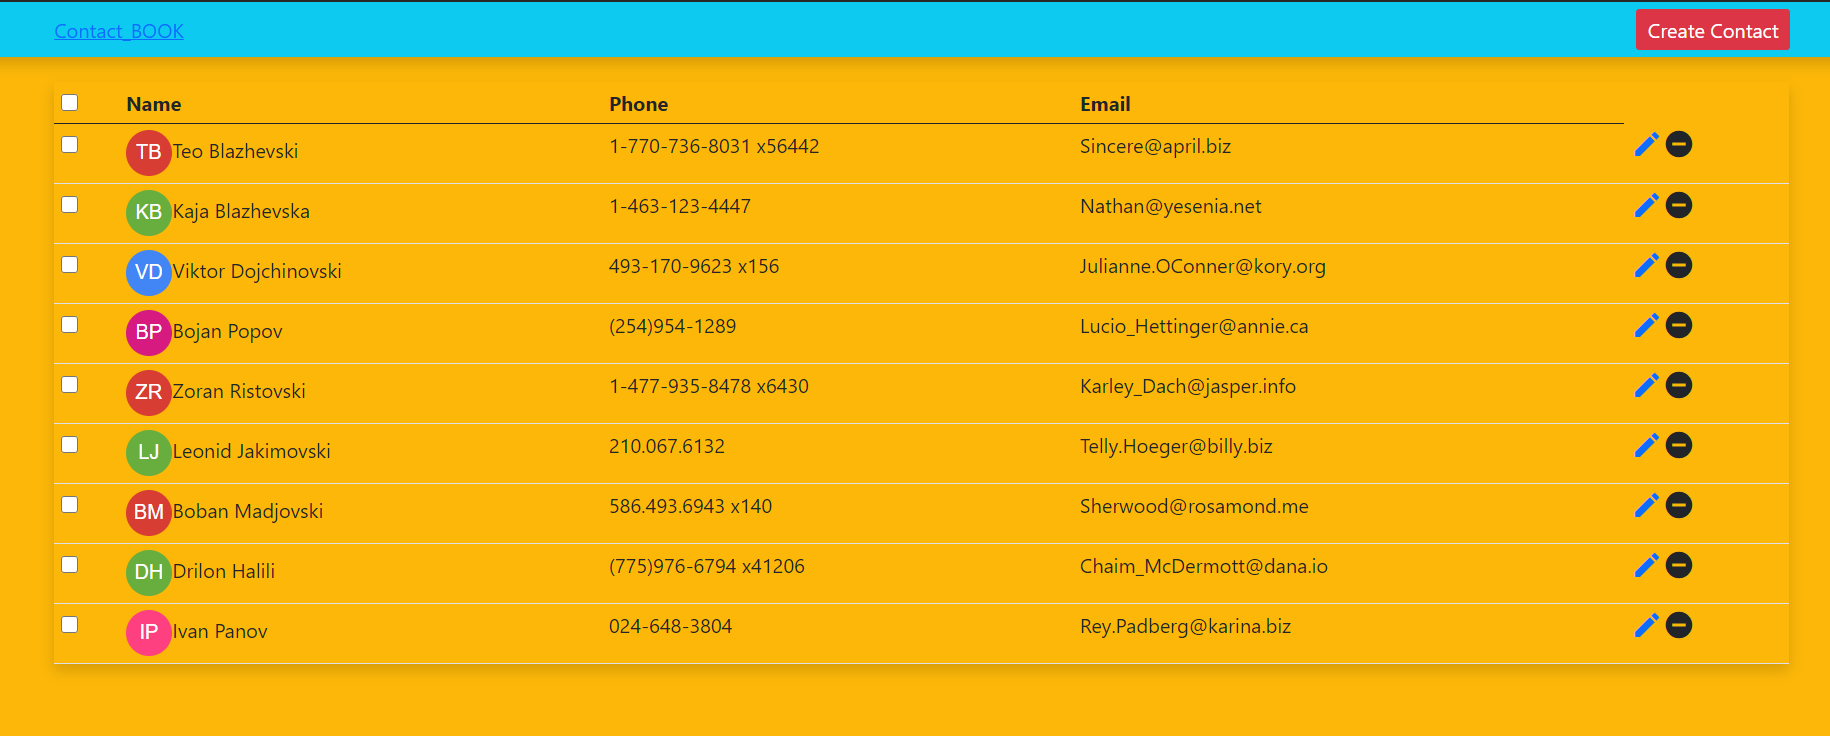 Contact_BOOK Create Contact
Name Phone Email
TB Teo Blazhevski 1-770-736-8031 x56442 Sincere@april.biz
KB Kaja Blazhevska 1-463-123-4447 Nathan@yesenia.net
VD Viktor Dojchinovski 493-170-9623 x156 Julianne.OConner@kory.org
BP Bojan Popov (254)954-1289 Lucio_Hettinger@annie.ca
ZR Zoran Ristovski 1-477-935-8478 x6430 Karley_Dach@jasper.info
LJ Leonid Jakimovski 210.067.6132 Telly.Hoeger@billy.biz
BM Boban Madjovski 586.493.6943 x140 Sherwood@rosamond.me
DH Drilon Halili (775)976-6794 x41206 Chaim_McDermott@dana.io
IP Ivan Panov 024-648-3804 Rey.Padberg@karina.biz